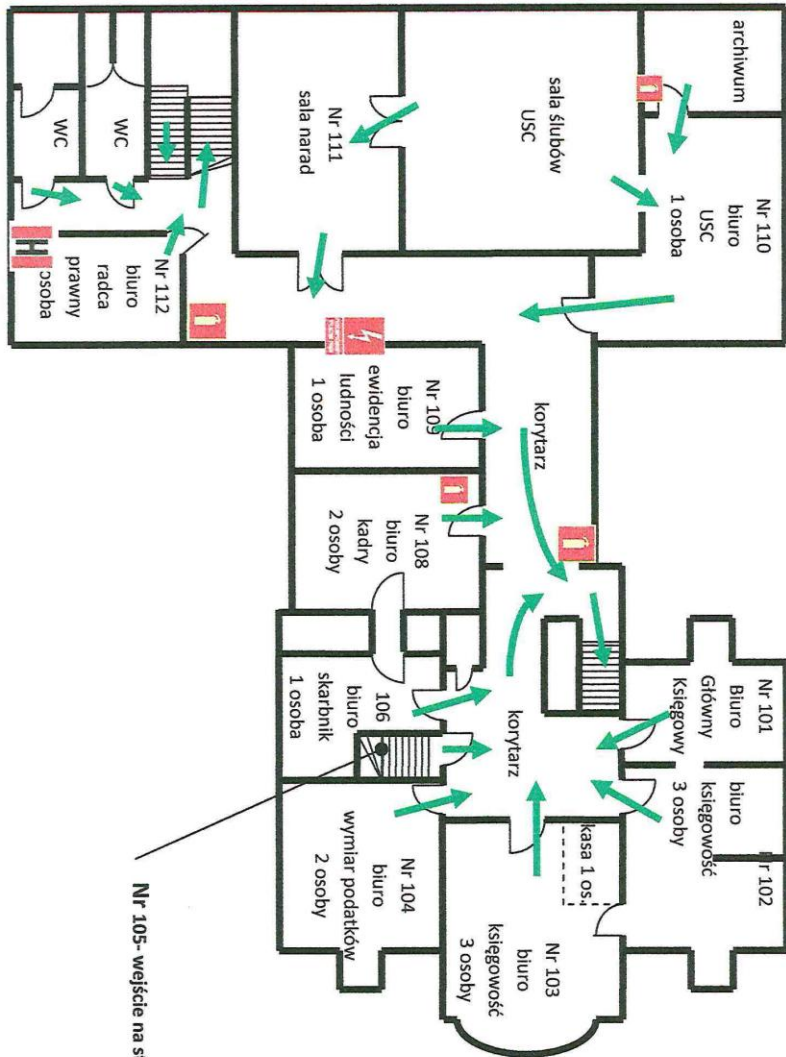 archiwum
Nr 110
biuro
USC
1 osoba
sala ślubów
USC
Nr 111
sala narad
WC
WC
Nr 112
biuro
radca
prawny
osoba
H
korytarz
Nr 109
biuro
ewidencja
ludności
1 osoba
Nr 108
biuro
kadry
2 osoby
Nr 101
Biuro
Główny
Księgowy
Nr 102
biuro
księgowość
3 osoby
korytarz
106
biuro
skarbnik
1 osoba
kasa 1 os.
Nr 103
biuro
księgowość
3 osoby
Nr 104
biuro
wymiar podatków
2 osoby
Nr 105- wejście na st